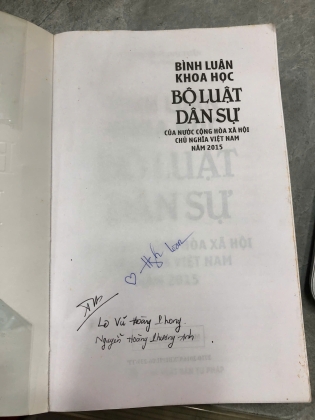 BÌNH LUẬN
KHOA HỌC
BỘ LUẬT
DÂN SỰ
CỦA NƯỚC CỘNG HÒA XÃ HỘI
CHỦ NGHĨA VIỆT NAM
NĂM 2015
Lo Vũ Hoàng Phong
Nguyễn Hoàng Phương Anh